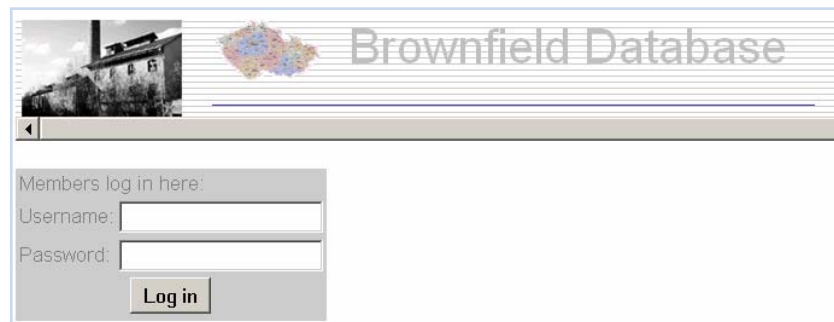 Brownfield Database
Members log in here:
Username:
Password:
Log in